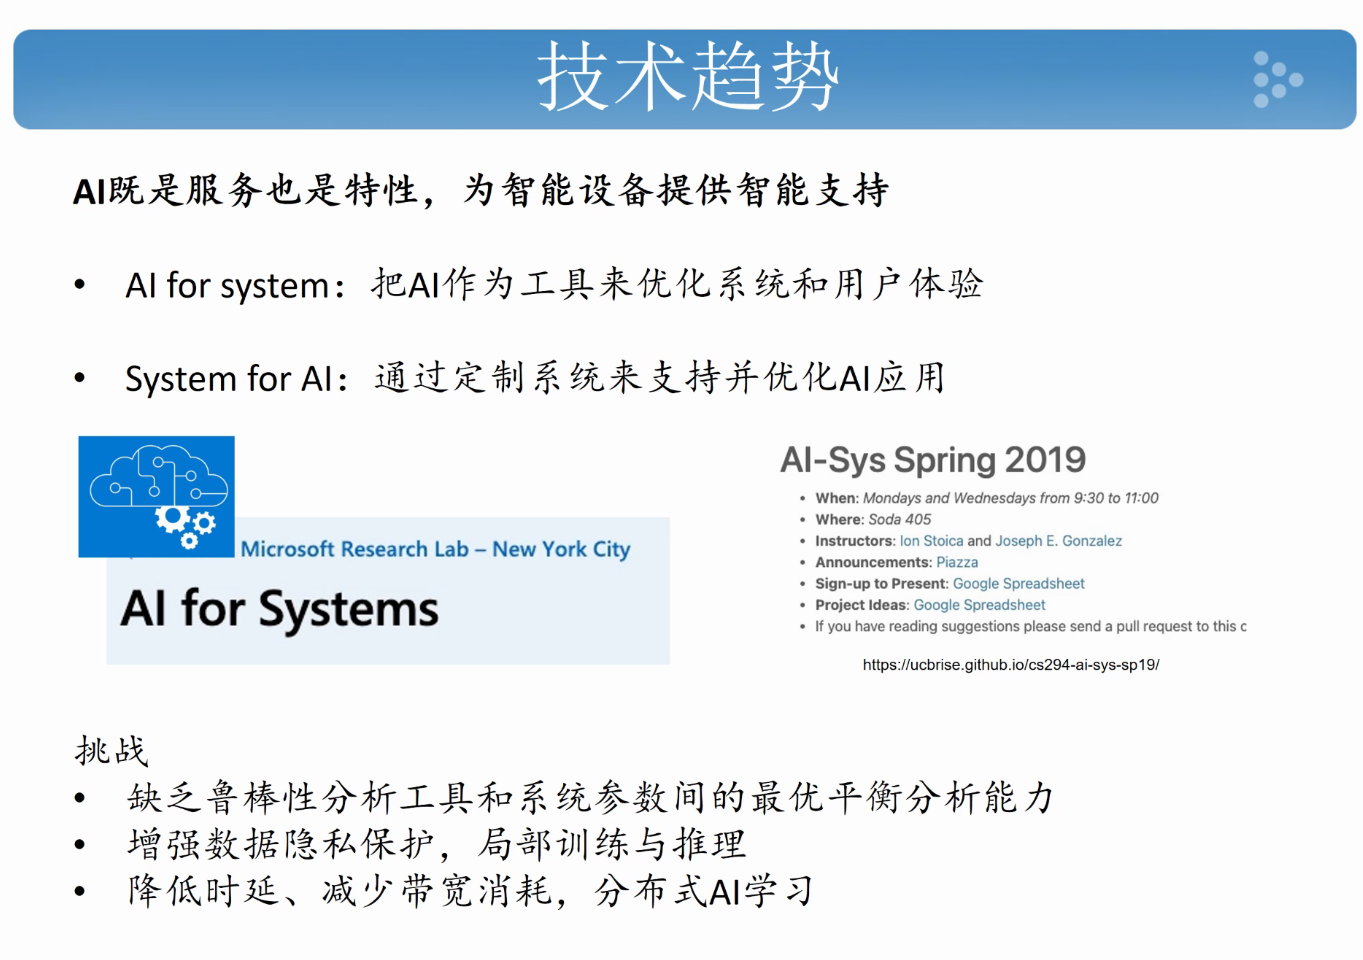 技术趋势
AI既是服务也是特性，为智能设备提供智能支持
• AI for system：把AI作为工具来优化系统和用户体验
• System for AI：通过定制系统来支持并优化AI应用
Microsoft Research Lab – New York City
AI for Systems
AI-Sys Spring 2019
• When: Mondays and Wednesdays from 9:30 to 11:00
• Where: Soda 405
• Instructors: Ion Stoica and Joseph E. Gonzalez
• Announcements: Piazza
• Sign-up to Present: Google Spreadsheet
• Project Ideas: Google Spreadsheet
• If you have reading suggestions please send a pull request to this c
https://ucbrise.github.io/cs294-ai-sys-sp19/
挑战
• 缺乏鲁棒性分析工具和系统参数间的最优平衡分析能力
• 增强数据隐私保护，局部训练与推理
• 降低时延、减少带宽消耗，分布式AI学习